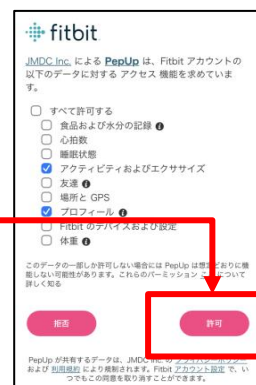 fitbit
JMDC Inc. による PepUp は、Fitbit アカウントの
以下のデータに対する アクセス 機能を求めていま
す。
すべて許可する
食品および水分の記録
心拍数
睡眠状態
アクティビティおよびエクササイズ
友達
場所と GPS
プロフィール
Fitbit のデバイスおよび設定
体重
このデータの一部しか許可しない場合には PepUp は想定どおりに機
能しない可能性があります。これらのパーミッション について
詳しく知る
拒否
許可
PepUp が共有するデータは、JMDC Inc. の プライバシーポリシー
および 利用規約 により規制されます。Fitbit アカウント設定 で、い
つでもこの同意を取り消すことができます。